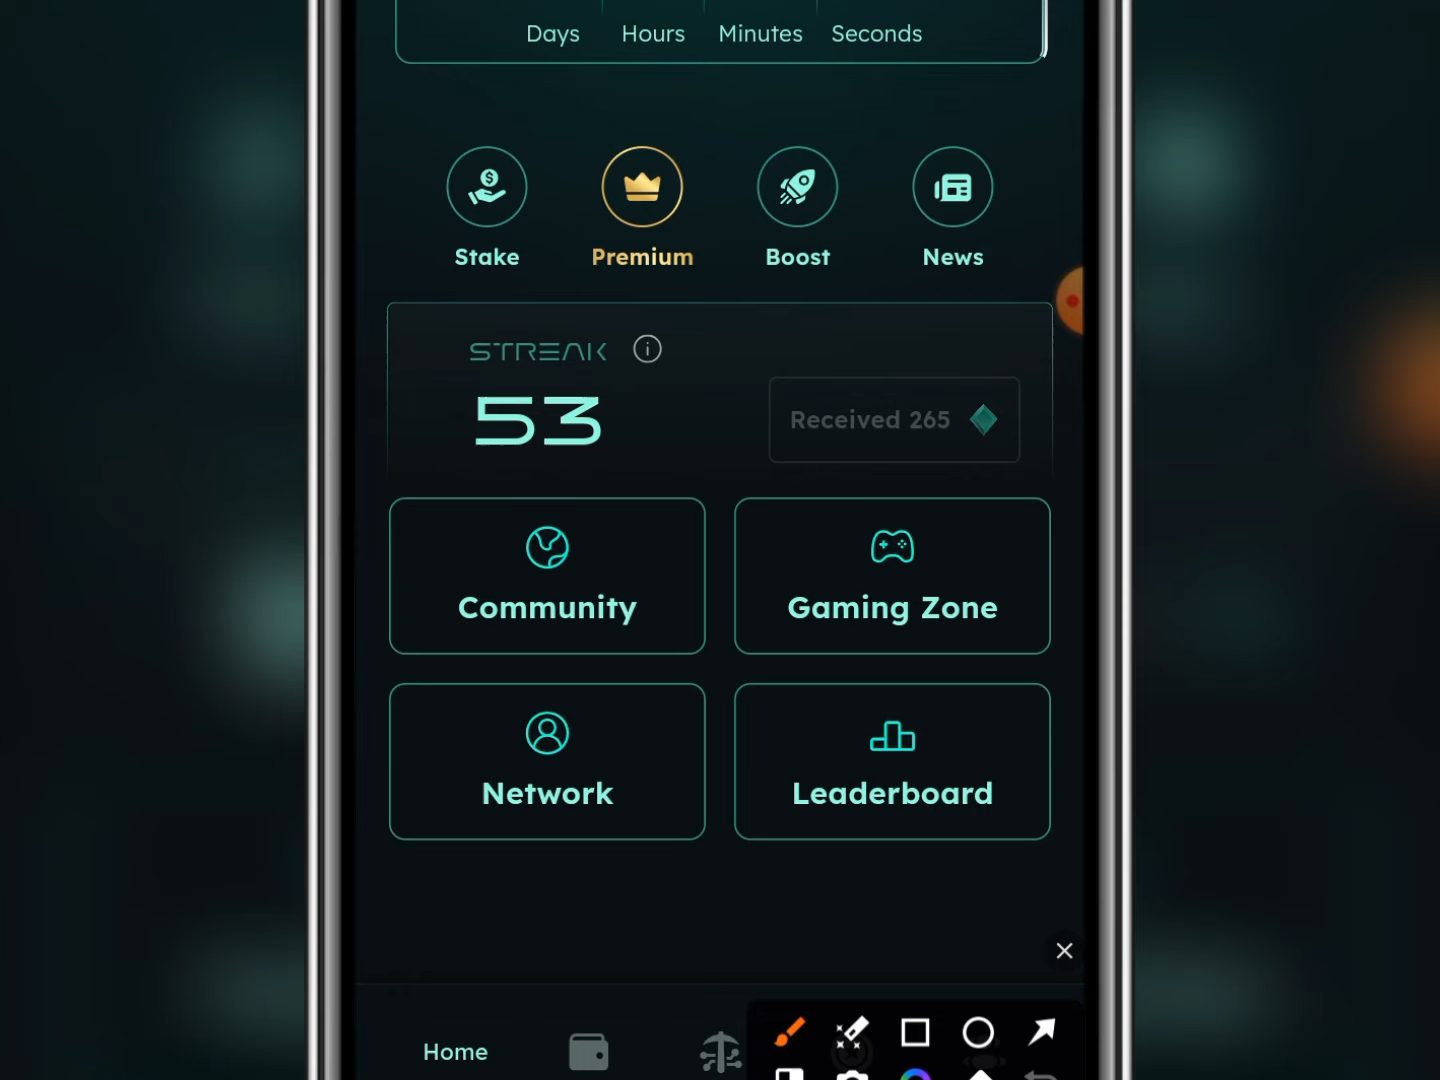 Days Hours Minutes Seconds
Stake Premium Boost News
STREAK
53
Received 265
Community Gaming Zone
Network Leaderboard
Home